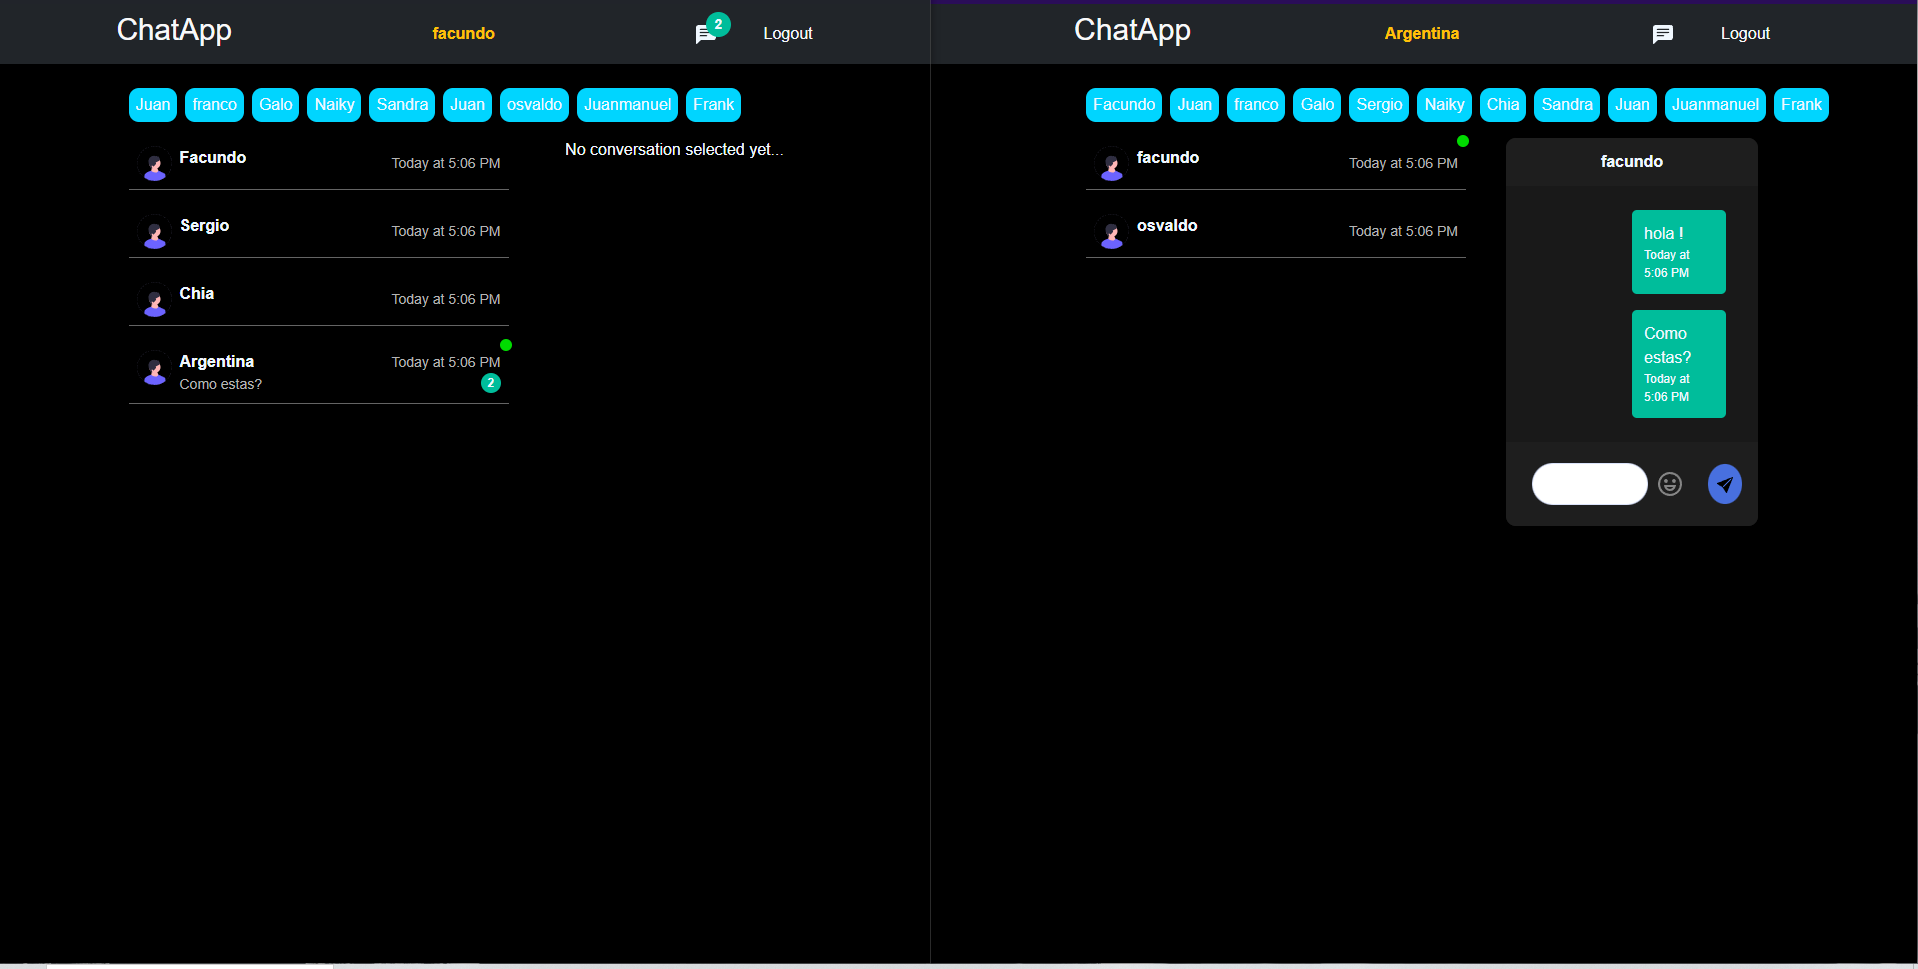 ChatApp
facundo
2
Logout
Juan franco Galo Naiky Sandra Juan osvaldo Juanmanuel Frank
Facundo Today at 5:06 PM
Sergio Today at 5:06 PM
Chia Today at 5:06 PM
Argentina Today at 5:06 PM
Como estas? 2
No conversation selected yet...
ChatApp
Argentina
Logout
Facundo Juan franco Galo Sergio Naiky Chia Sandra Juan Juanmanuel Frank
facundo Today at 5:06 PM
osvaldo Today at 5:06 PM
facundo
hola !
Today at
5:06 PM
Como
estas?
Today at
5:06 PM